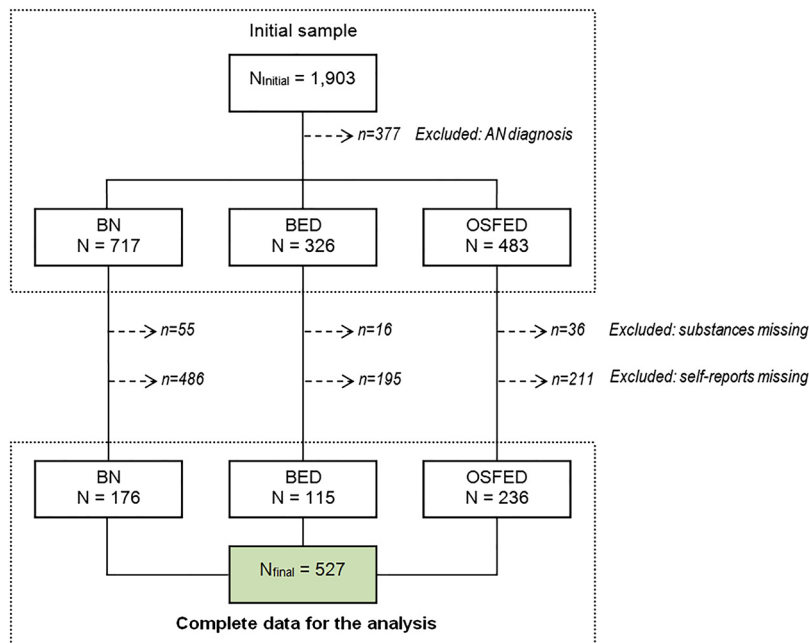 Initial sample
NInitial = 1,903
n=377 Excluded: AN diagnosis
BN
N = 717
BED
N = 326
OSFED
N = 483
n=55
n=16
n=36 Excluded: substances missing
n=486
n=195
n=211 Excluded: self-reports missing
BN
N = 176
BED
N = 115
OSFED
N = 236
Nfinal = 527
Complete data for the analysis